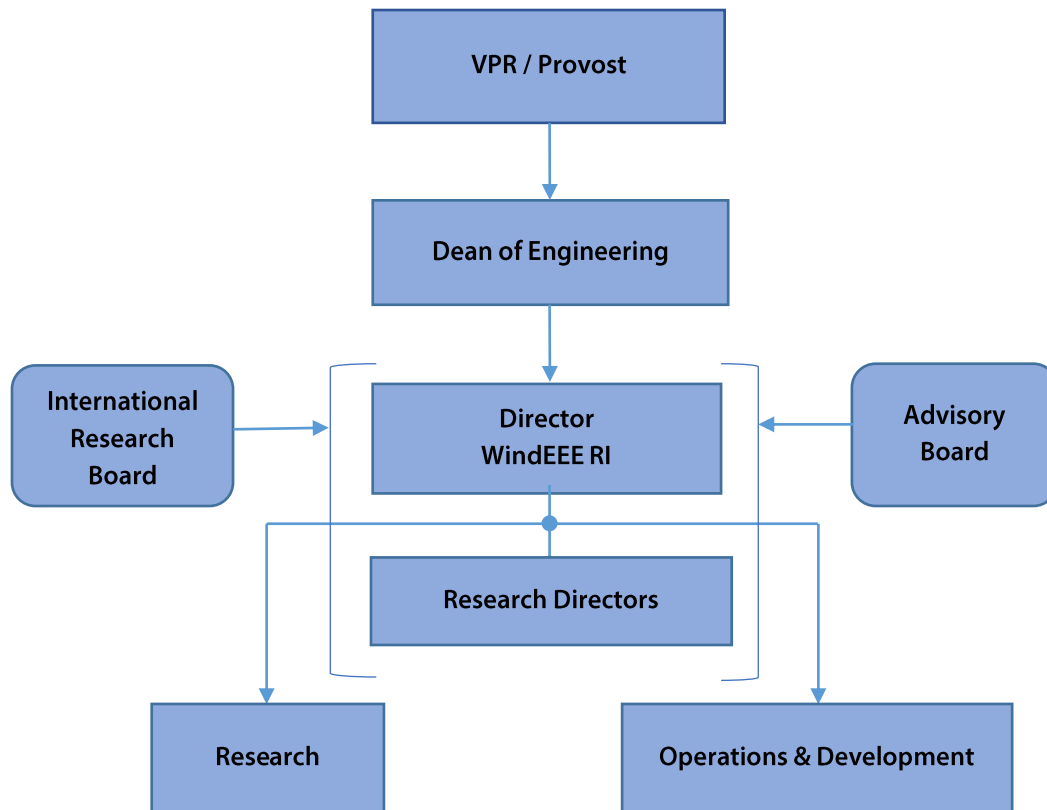 VPR / Provost
Dean of Engineering
International
Research
Board
Director
WindEEE RI
Advisory
Board
Research Directors
Research
Operations & Development